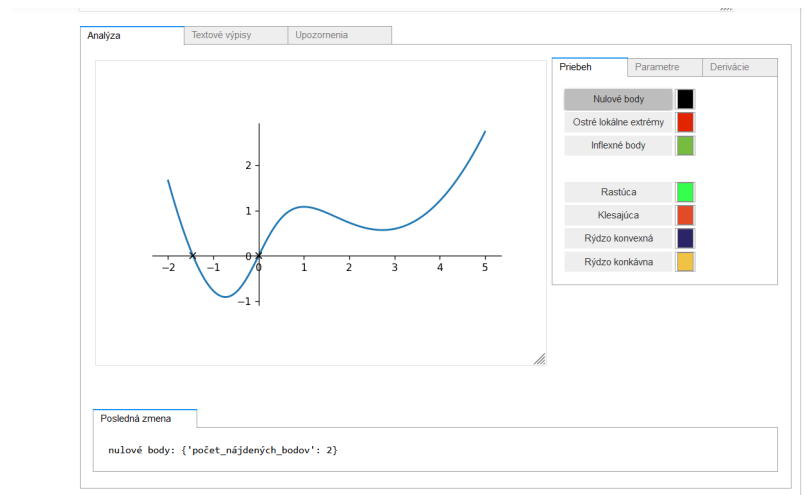 Analýza Textové výpisy Upozornenia
Priebeh Parametre Derivácie
Nulové body
Ostré lokálne extrémy
Inflexné body
Rastúca
Klesajúca
Rýdzo konvexná
Rýdzo konkávna
2
1
0
−2 −1 0 1 2 3 4 5
−1
Posledná zmena
nulové body: {'počet_nájdených_bodov': 2}